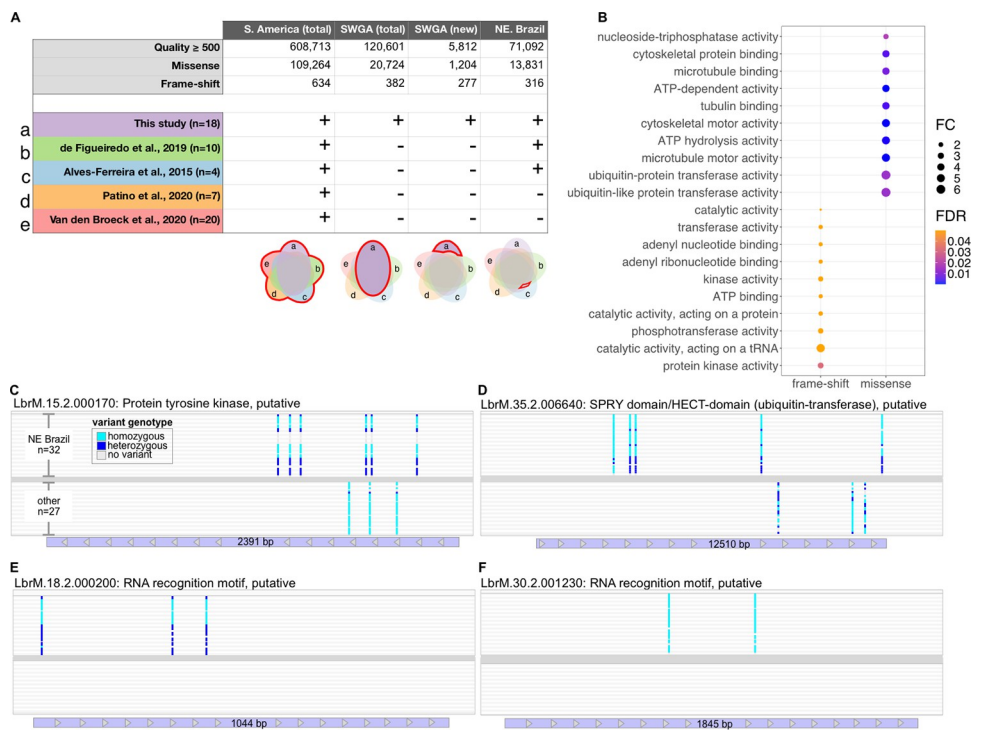 A
S. America (total) SWGA (total) SWGA (new) NE. Brazil
Quality ≥ 500 608,713 120,601 5,812 71,092
Missense 109,264 20,724 1,204 13,831
Frame-shift 634 382 277 316
a This study (n=18) + + + +
b de Figueiredo et al., 2019 (n=10) + - - +
c Alves-Ferreira et al., 2015 (n=4) + - - +
d Patino et al., 2020 (n=7) + - - -
e Van den Broeck et al., 2020 (n=20) + - - -
a a a a
e b e b e b e b
d c d c d c d c
B
nucleoside-triphosphatase activity
cytoskeletal protein binding
microtubule binding
ATP-dependent activity
tubulin binding
cytoskeletal motor activity
ATP hydrolysis activity
microtubule motor activity
ubiquitin-protein transferase activity
ubiquitin-like protein transferase activity
catalytic activity
transferase activity
adenyl nucleotide binding
adenyl ribonucleotide binding
kinase activity
ATP binding
catalytic activity, acting on a protein
phosphotransferase activity
catalytic activity, acting on a tRNA
protein kinase activity
frame-shift missense
FC
2
3
4
5
6
FDR
0.04
0.03
0.02
0.01
C
LbrM.15.2.000170: Protein tyrosine kinase, putative
NE Brazil
n=32
variant genotype
homozygous
heterozygous
no variant
other
n=27
2391 bp
D
LbrM.35.2.006640: SPRY domain/HECT-domain (ubiquitin-transferase), putative
12510 bp
E
LbrM.18.2.000200: RNA recognition motif, putative
1044 bp
F
LbrM.30.2.001230: RNA recognition motif, putative
1845 bp